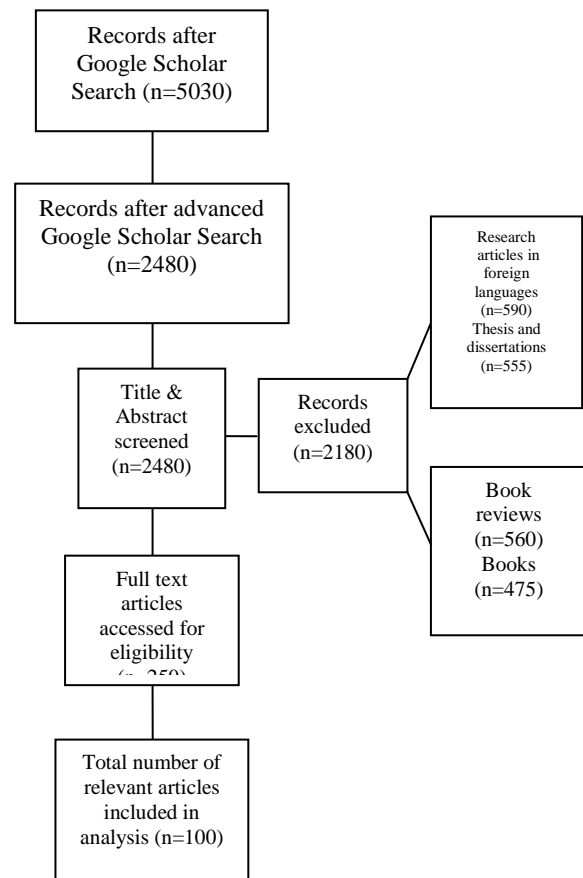 Records after
Google Scholar
Search (n=5030)
Records after advanced
Google Scholar Search
(n=2480)
Title &
Abstract
screened
(n=2480)
Records
excluded
(n=2180)
Research
articles in
foreign
languages
(n=590)
Thesis and
dissertations
(n=555)
Book
reviews
(n=560)
Books
(n=475)
Full text
articles
accessed for
eligibility
Total number of
relevant articles
included in
analysis (n=100)